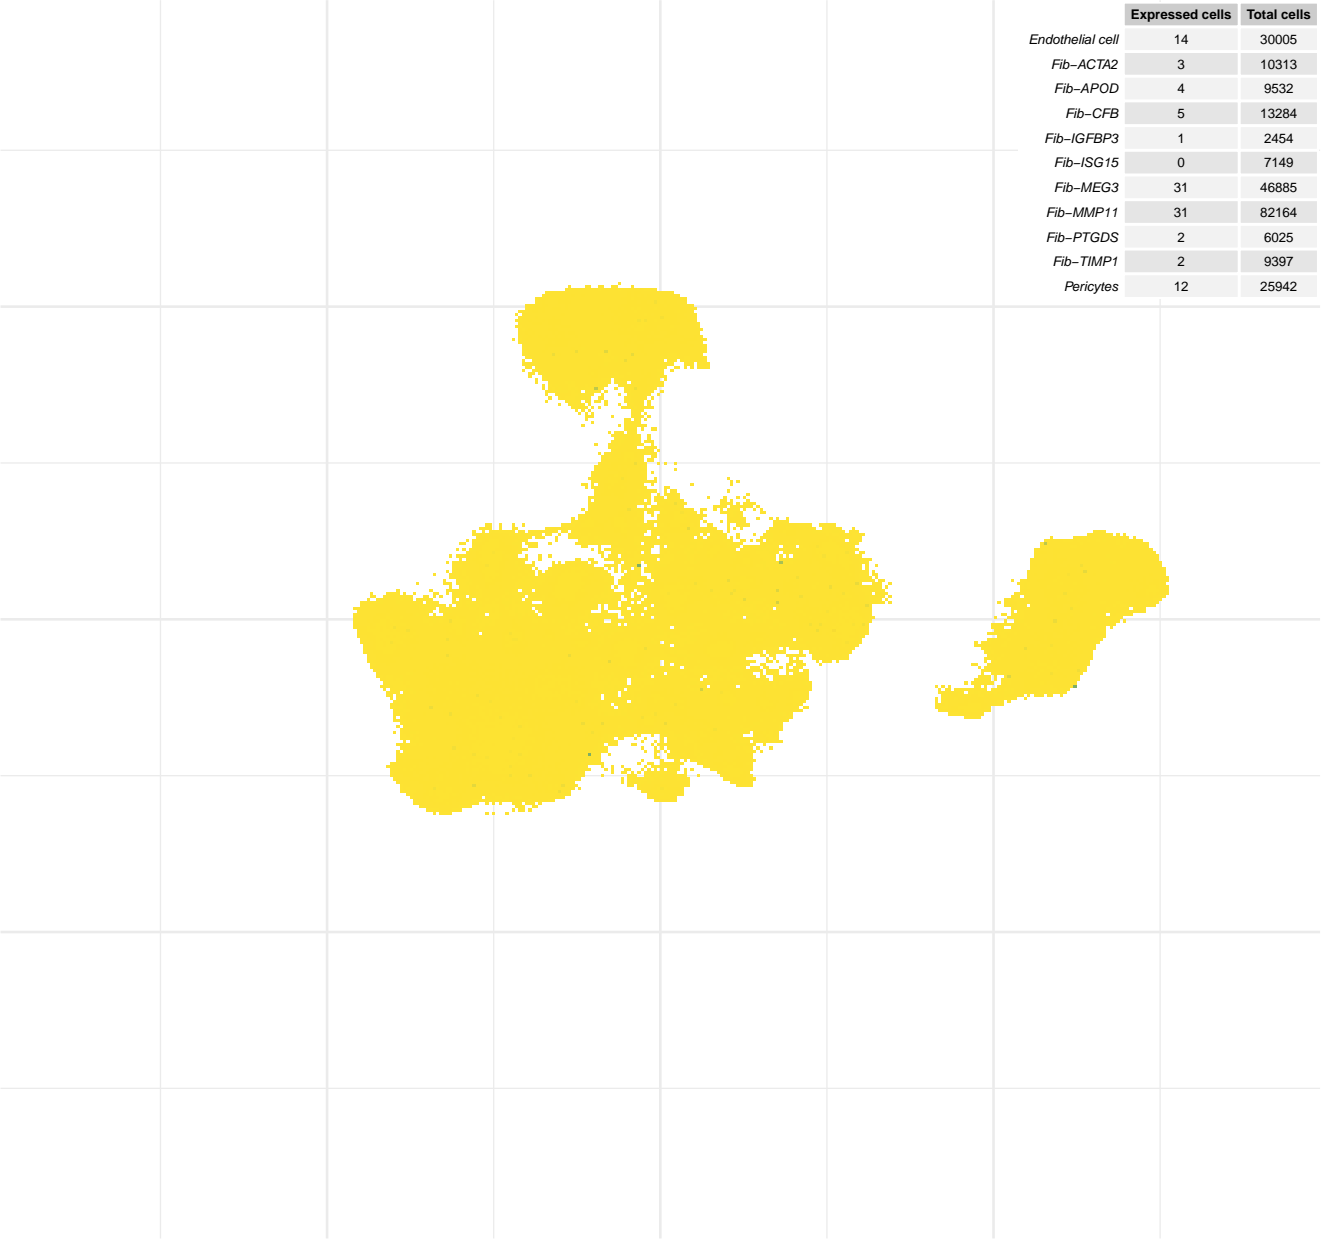 Expressed cells Total cells
Endothelial cell 14 30005
Fib−ACTA2 3 10313
Fib−APOD 4 9532
Fib−CFB 5 13284
Fib−IGFBP3 1 2454
Fib−ISG15 0 7149
Fib−MEG3 31 46885
Fib−MMP11 31 82164
Fib−PTGDS 2 6025
Fib−TIMP1 2 9397
Pericytes 12 25942